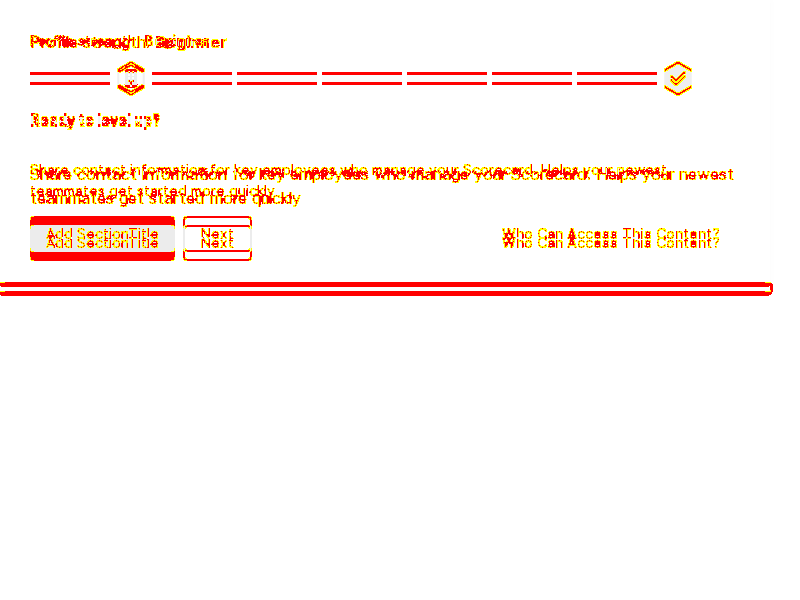 Profile strength: Beginner
Ready to level up?
Share contact information for key employees who manage your Scorecard. Helps your newest
teammates get started more quickly
Add SectionTitle
Next
Who Can Access This Content?